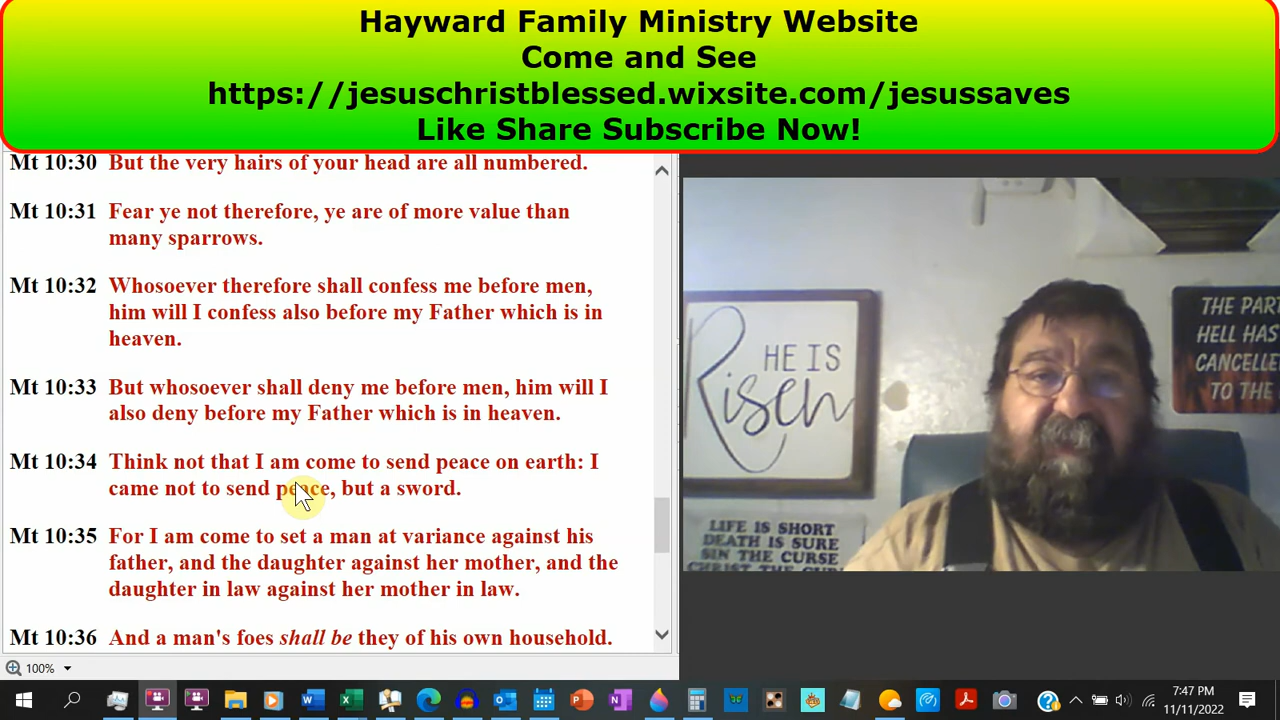 Hayward Family Ministry Website
Come and See
https://jesuschristblessed.wixsite.com/jesussaves
Like Share Subscribe Now!
Mt 10:30 But the very hairs of your head are all numbered.
Mt 10:31 Fear ye not therefore, ye are of more value than
many sparrows.
Mt 10:32 Whosoever therefore shall confess me before men,
him will I confess also before my Father which is in
heaven.
Mt 10:33 But whosoever shall deny me before men, him will I
also deny before my Father which is in heaven.
Mt 10:34 Think not that I am come to send peace on earth: I
came not to send peace, but a sword.
Mt 10:35 For I am come to set a man at variance against his
father, and the daughter against her mother, and the
daughter in law against her mother in law.
Mt 10:36 And a man's foes shall be they of his own household.
HE IS
Risen
THE PAR
HELL HAS
CANCELLE
TO THE
LIFE IS SHORT
DEATH IS SURE
SIN THE CURSE
CHRIST THE CUR
100%
7:47 PM
11/11/2022